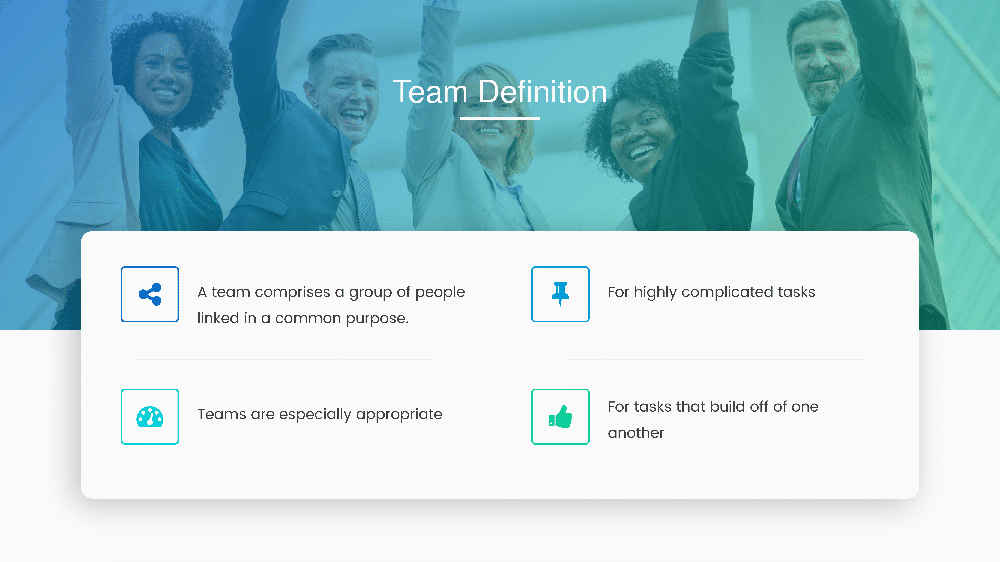 Team Definition
A team comprises a group of people
linked in a common purpose.
For highly complicated tasks
Teams are especially appropriate
For tasks that build off of one
another